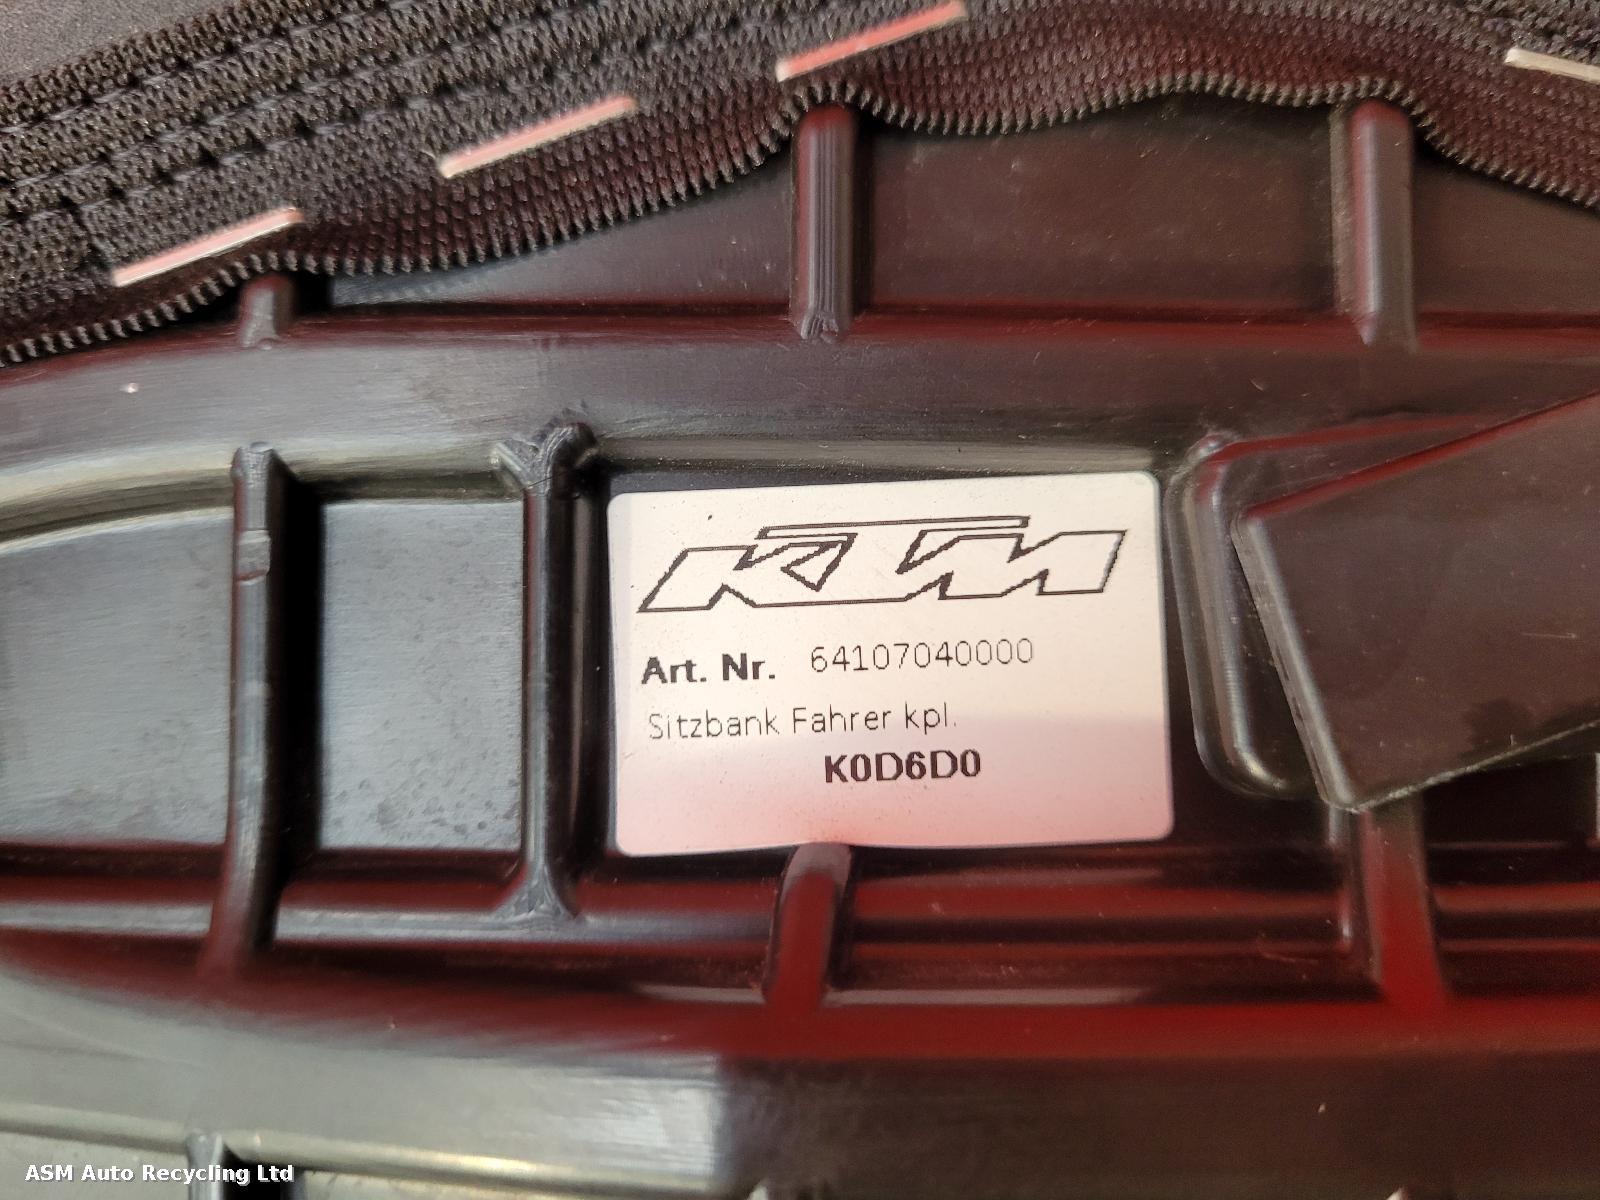 KTM
Art. Nr. 64107040000
Sitzbank Fahrer kpl.
K0D6D0
ASM Auto Recycling Ltd